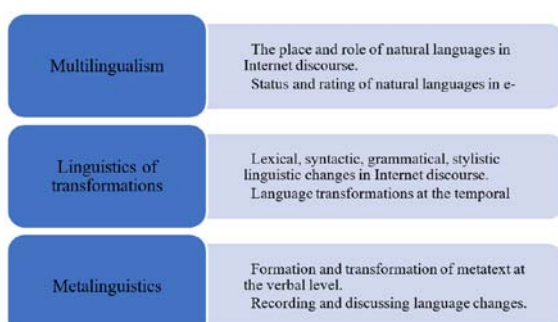 Multilingualism
The place and role of natural languages in
Internet discourse.
Status and rating of natural languages in e-
Linguistics of
transformations
Lexical, syntactic, grammatical, stylistic
linguistic changes in Internet discourse.
Language transformations at the temporal
Metalinguistics
Formation and transformation of metatext at
the verbal level.
Recording and discussing language changes.